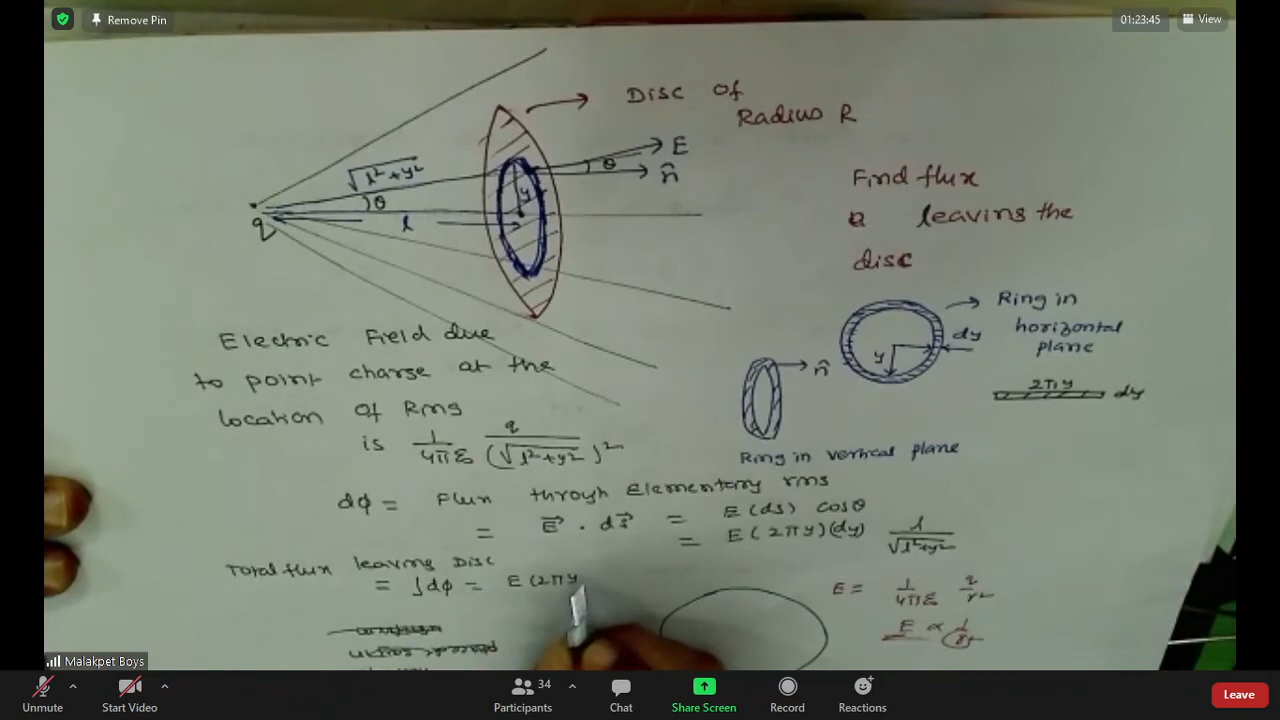 Remove Pin
01:23:45
View
Disc of
Radius R
√l²+y²
E
θ
n̂
θ
y
q
l
Find flux
leaving the
disc
Ring in
horizontal
plane
dy
y
n̂
2πy
dy
Ring in vertical plane
Electric Field due
to point charge at the
location of Ring
is 1/4πε q/(√l²+y²)²
dφ = Flux through Elementary ring
= E⃗ . ds⃗ = E(ds) cosθ
= E(2πy)(dy) l/√l²+y²
Total flux leaving Disc
= ∫dφ = E(2πy
E = 1/4πε q/r²
E ∝
Malakpet Boys
Unmute
Start Video
34
Participants
Chat
Share Screen
Record
Reactions
Leave